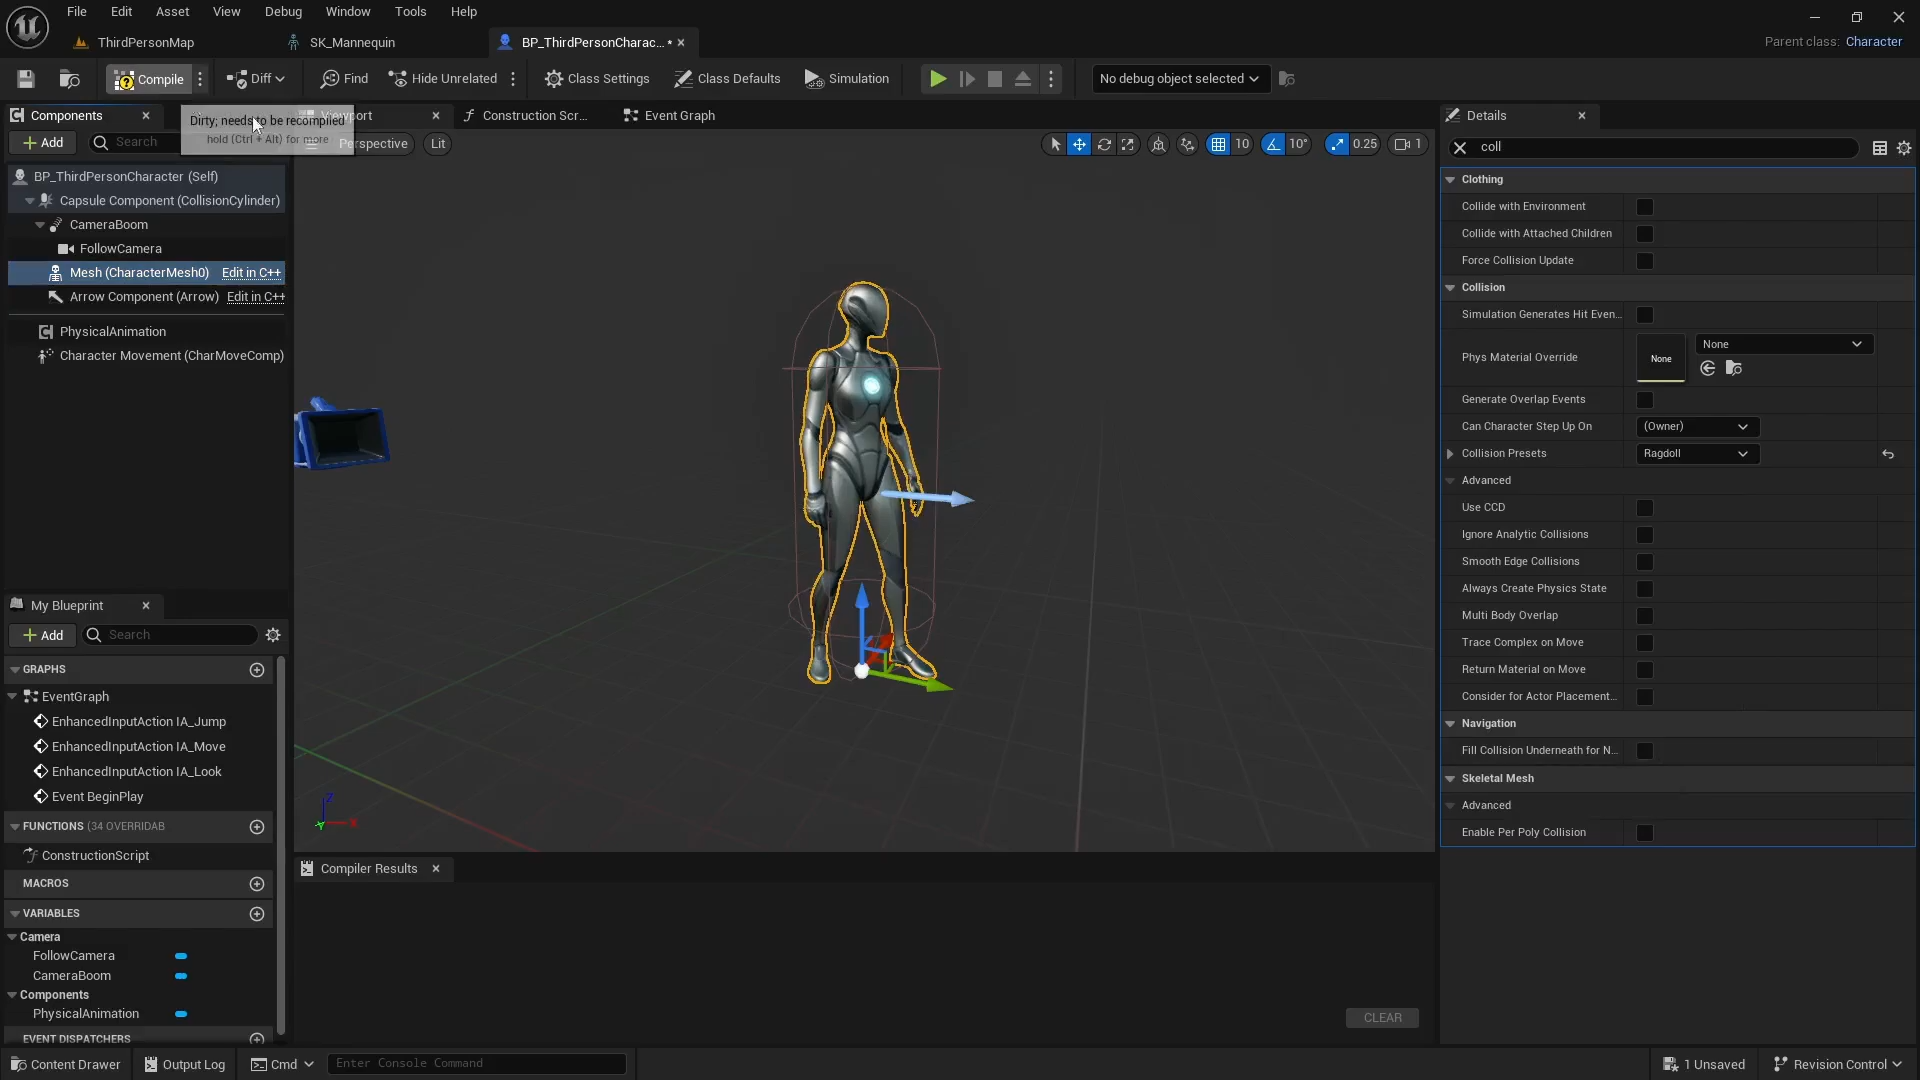 File Edit Asset View Debug Window Tools Help
ThirdPersonMap
SK_Mannequin
BP_ThirdPersonCharac... •
Parent class: Character
Compile
Diff
Find
Hide Unrelated
Class Settings
Class Defaults
Simulation
No debug object selected
Components
Dirty; needs to be recompiled
hold (Ctrl + Alt) for more
Construction Scr...
Event Graph
Details
Add
Search
Perspective
Lit
10
10°
0.25
1
coll
BP_ThirdPersonCharacter (Self)
Capsule Component (CollisionCylinder)
CameraBoom
FollowCamera
Mesh (CharacterMesh0) Edit in C++
Arrow Component (Arrow) Edit in C++
PhysicalAnimation
Character Movement (CharMoveComp)
Clothing
Collide with Environment
Collide with Attached Children
Force Collision Update
Collision
Simulation Generates Hit Even...
Phys Material Override
None
None
Generate Overlap Events
Can Character Step Up On
(Owner)
Collision Presets
Ragdoll
Advanced
Use CCD
Ignore Analytic Collisions
Smooth Edge Collisions
Always Create Physics State
Multi Body Overlap
Trace Complex on Move
Return Material on Move
Consider for Actor Placement...
Navigation
Fill Collision Underneath for N...
Skeletal Mesh
Advanced
Enable Per Poly Collision
My Blueprint
Add
Search
GRAPHS
EventGraph
EnhancedInputAction IA_Jump
EnhancedInputAction IA_Move
EnhancedInputAction IA_Look
Event BeginPlay
FUNCTIONS (34 OVERRIDAB
ConstructionScript
MACROS
VARIABLES
Camera
FollowCamera
CameraBoom
Components
PhysicalAnimation
EVENT DISPATCHERS
Z
Y
X
Compiler Results
CLEAR
Content Drawer
Output Log
Cmd
Enter Console Command
1 Unsaved
Revision Control